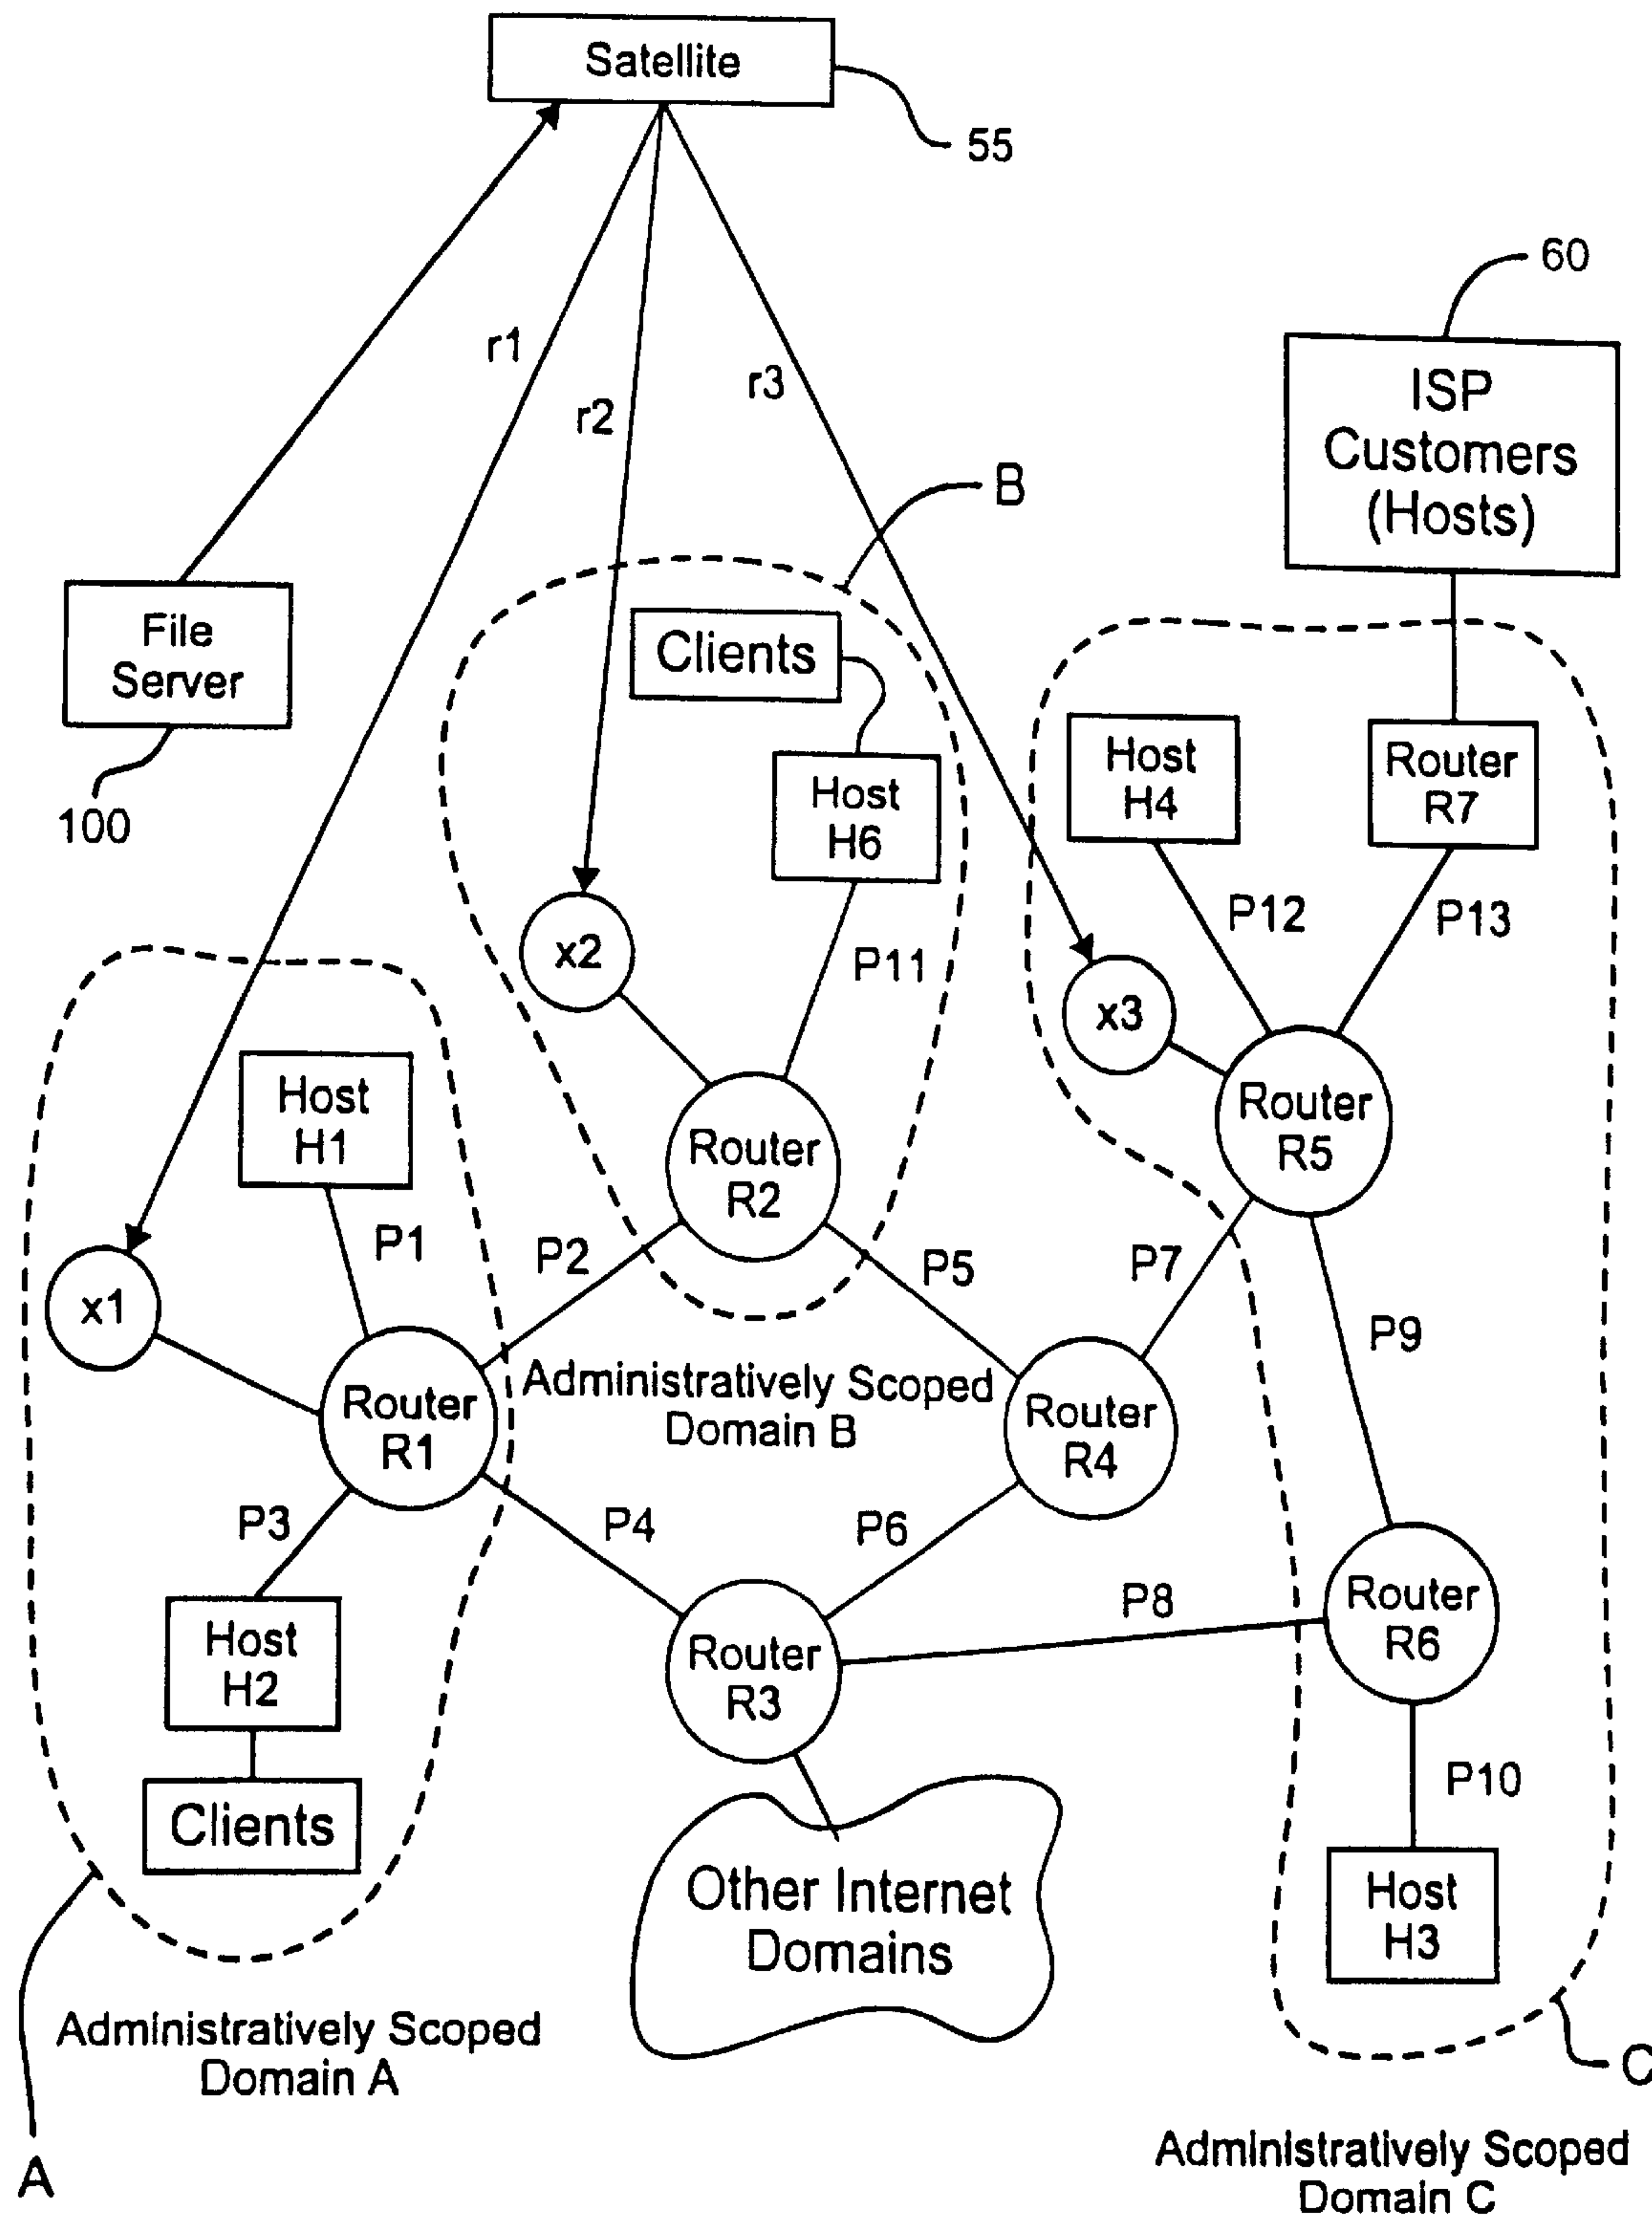 Satellite
55
60
ISP
Customers
(Hosts)
r1
r2
r3
B
File
Server
100
Clients
Host
H6
Host
H4
Router
R7
P12
P13
x2
P11
x3
Host
H1
Router
R2
Router
R5
P1
P2
P5
P7
x1
P9
Router
R1
Administratively Scoped
Domain B
Router
R4
P3
P4
P6
P8
Router
R6
Host
H2
Router
R3
P10
Clients
Other Internet
Domains
Host
H3
Administratively Scoped
Domain A
C
A
Administratively Scoped
Domain C